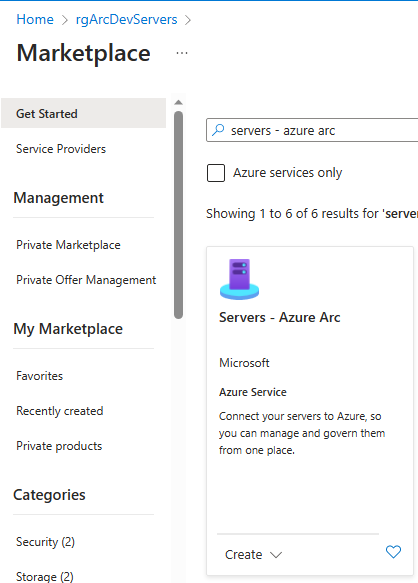 Home > rgArcDevServers >
Marketplace ...
Get Started
Service Providers
Management
Private Marketplace
Private Offer Management
My Marketplace
Favorites
Recently created
Private products
Categories
Security (2)
Storage (2)
servers - azure arc
Azure services only
Showing 1 to 6 of 6 results for 'server
Servers - Azure Arc
Microsoft
Azure Service
Connect your servers to Azure, so
you can manage and govern them
from one place.
Create